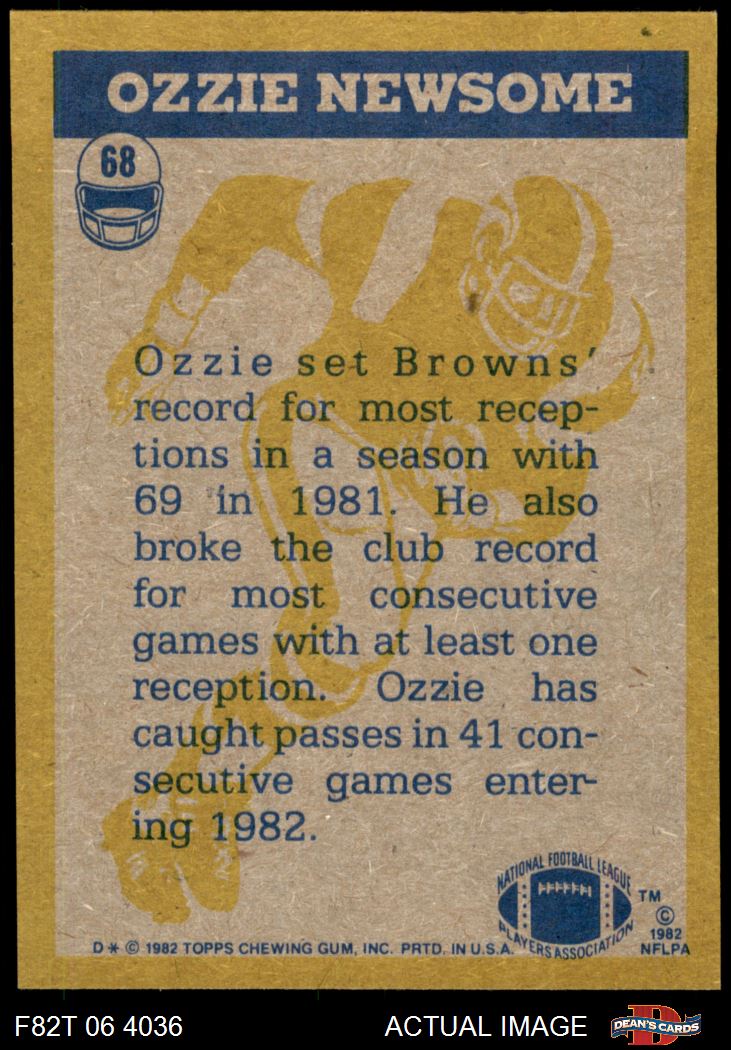 OZZIE NEWSOME
68
Ozzie set Browns'
record for most recep-
tions in a season with
69 in 1981. He also
broke the club record
for most consecutive
games with at least one
reception. Ozzie has
caught passes in 41 con-
secutive games enter-
ing 1982.
NATIONAL FOOTBALL LEAGUE
PLAYERS ASSOCIATION
TM
©
1982
NFLPA
D * © 1982 TOPPS CHEWING GUM, INC. PRTD. IN U.S.A.
F82T 06 4036
ACTUAL IMAGE
D
DEAN'S CARDS